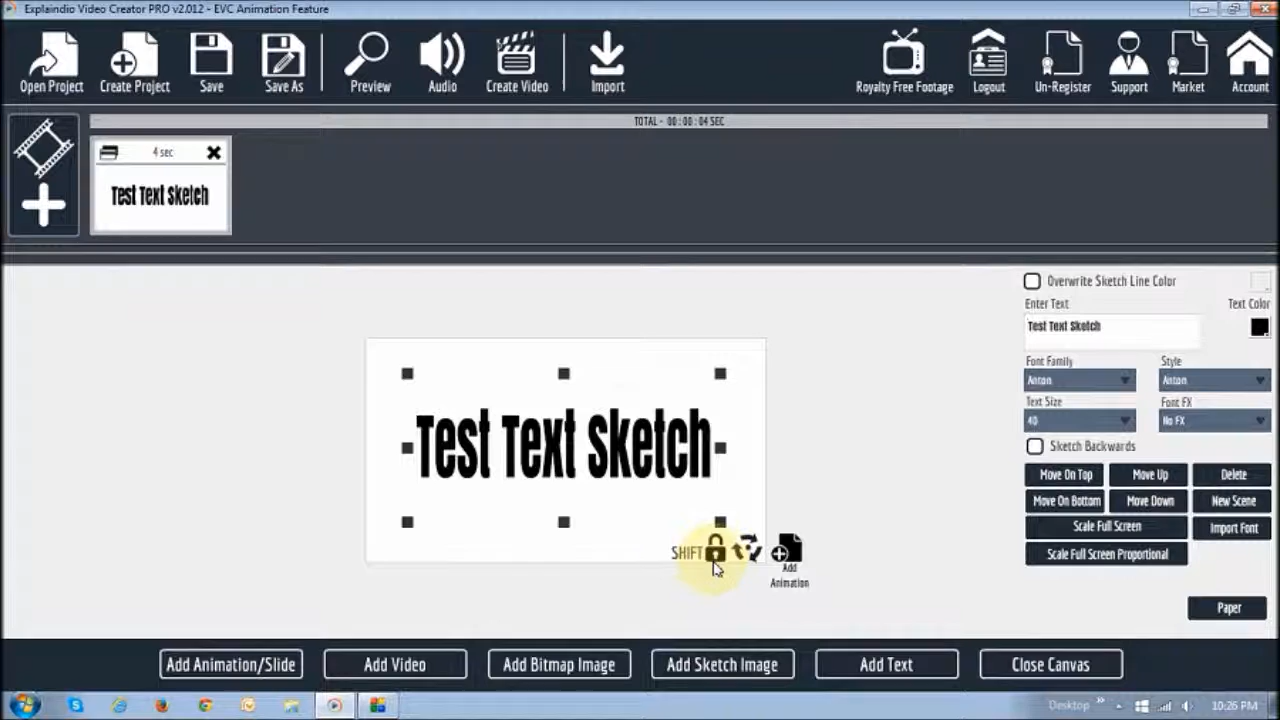 Explaindio Video Creator PRO v2.012 - EVC Animation Feature
Open Project
Create Project
Save
Save As
Preview
Audio
Create Video
Import
Royalty Free Footage
Logout
Un-Register
Support
Market
Account
TOTAL - 00 : 00 : 04 SEC
4 sec
Test Text Sketch
Overwrite Sketch Line Color
Enter Text
Text Color
Test Text Sketch
Font Family
Style
Anton
Anton
Text Size
Font FX
40
No FX
Sketch Backwards
Move On Top
Move Up
Delete
Move On Bottom
Move Down
New Scene
Scale Full Screen
Import Font
Scale Full Screen Proportional
Test Text Sketch
SHIFT
Add
Animation
Paper
Add Animation/Slide
Add Video
Add Bitmap Image
Add Sketch Image
Add Text
Close Canvas
Desktop
10:26 PM